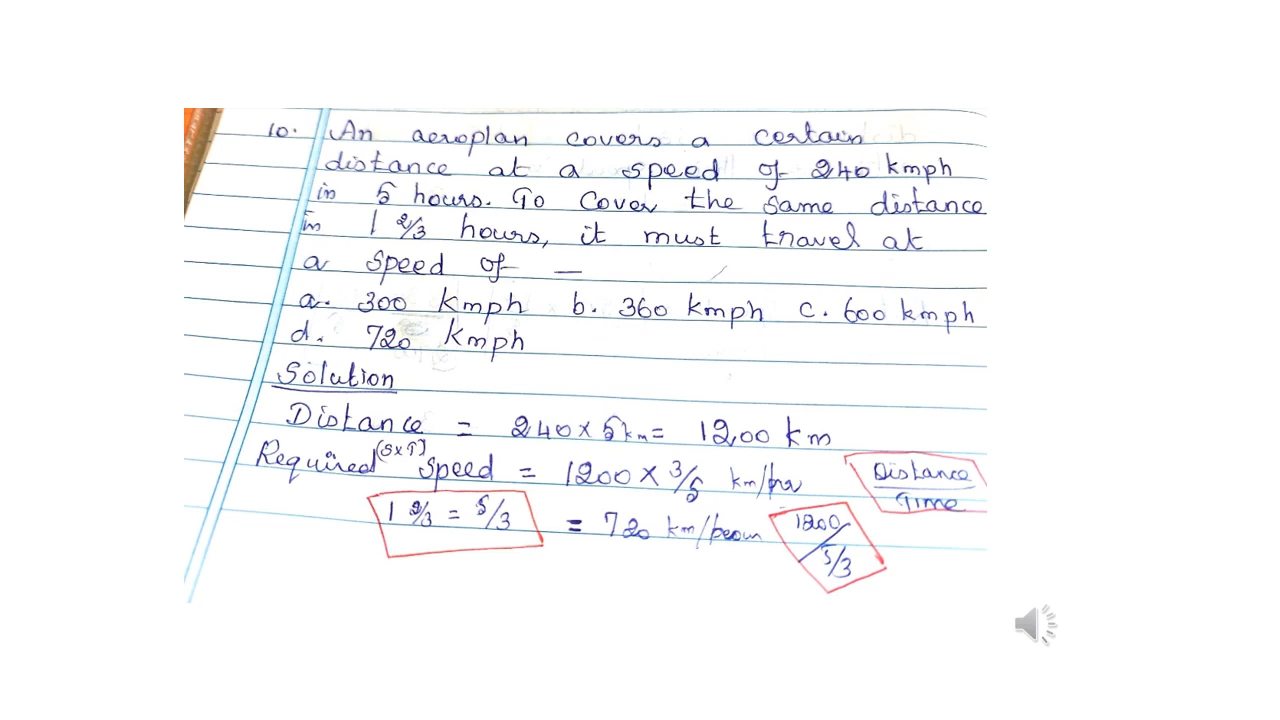 10. An aeroplan covers a certain
distance at a speed of 240 kmph
in 5 hours. To cover the same distance
in 1 2/3 hours, it must travel at
a speed of —
a. 300 kmph b. 360 kmph c. 600 kmph
d. 720 kmph
Solution
Distance = 240 x 5 km = 1200 km
(S x T)
Required speed = 1200 x 3/5 km/hr
Distance
Time
1 2/3 = 5/3
= 720 km/
1200
5/3